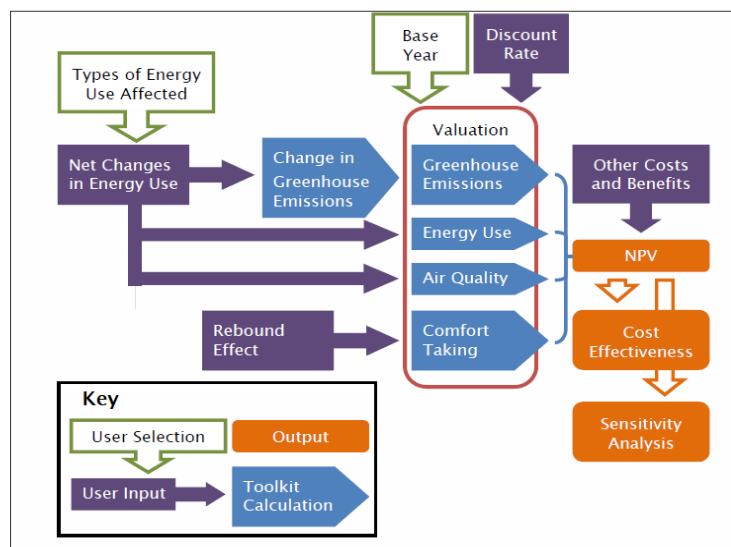 Base
Year
Discount
Rate
Types of Energy
Use Affected
Valuation
Net Changes
in Energy Use
Change in
Greenhouse
Emissions
Greenhouse
Emissions
Other Costs
and Benefits
Energy Use
NPV
Air Quality
Rebound
Effect
Comfort
Taking
Cost
Effectiveness
Sensitivity
Analysis
Key
User Selection
Output
User Input
Toolkit
Calculation